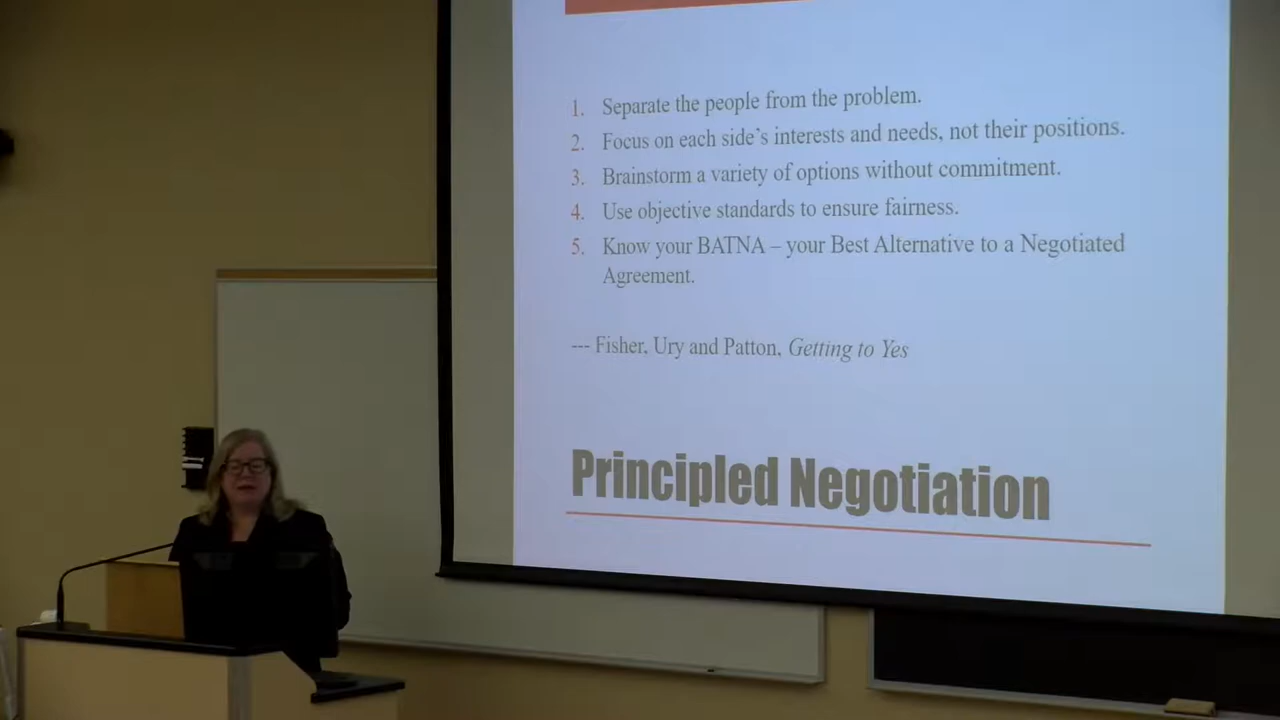 1. Separate the people from the problem.
2. Focus on each side's interests and needs, not their positions.
3. Brainstorm a variety of options without commitment.
4. Use objective standards to ensure fairness.
5. Know your BATNA – your Best Alternative to a Negotiated
Agreement.
--- Fisher, Ury and Patton, Getting to Yes
Principled Negotiation